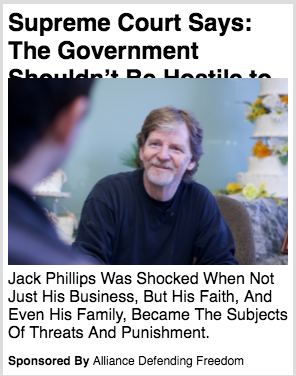 Supreme Court Says:
The Government
Shouldn't Be Hostile to
Jack Phillips Was Shocked When Not
Just His Business, But His Faith, And
Even His Family, Became The Subjects
Of Threats And Punishment.
Sponsored By Alliance Defending Freedom